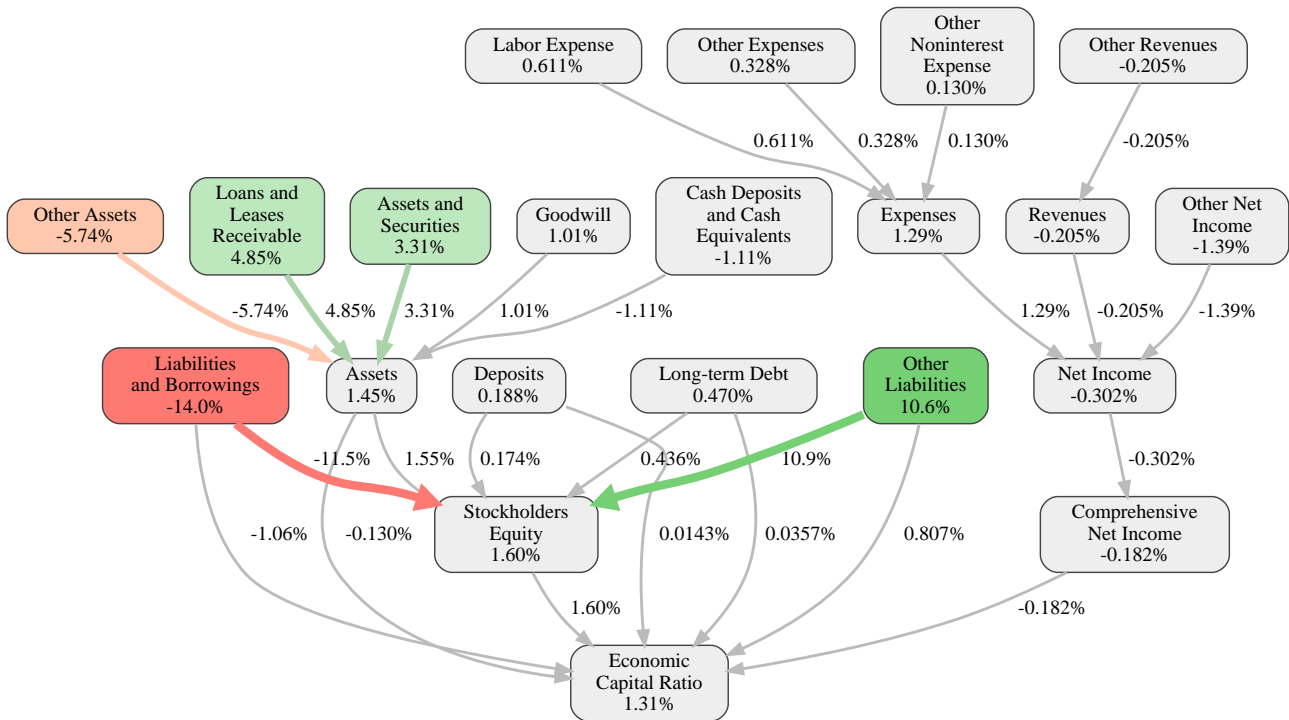 Labor Expense
0.611%
Other Expenses
0.328%
Other
Noninterest
Expense
0.130%
Other Revenues
-0.205%
0.611%
0.328%
0.130%
-0.205%
Other Assets
-5.74%
Loans and
Leases
Receivable
4.85%
Assets and
Securities
3.31%
Goodwill
1.01%
Cash Deposits
and Cash
Equivalents
-1.11%
Expenses
1.29%
Revenues
-0.205%
Other Net
Income
-1.39%
-5.74%
4.85%
3.31%
1.01%
-1.11%
1.29%
-0.205%
-1.39%
Liabilities
and Borrowings
-14.0%
Assets
1.45%
Deposits
0.188%
Long-term Debt
0.470%
Other
Liabilities
10.6%
Net Income
-0.302%
-11.5%
1.55%
0.174%
0.436%
10.9%
-0.302%
Stockholders
Equity
1.60%
Comprehensive
Net Income
-0.182%
-1.06%
-0.130%
0.0143%
0.0357%
0.807%
1.60%
-0.182%
Economic
Capital Ratio
1.31%